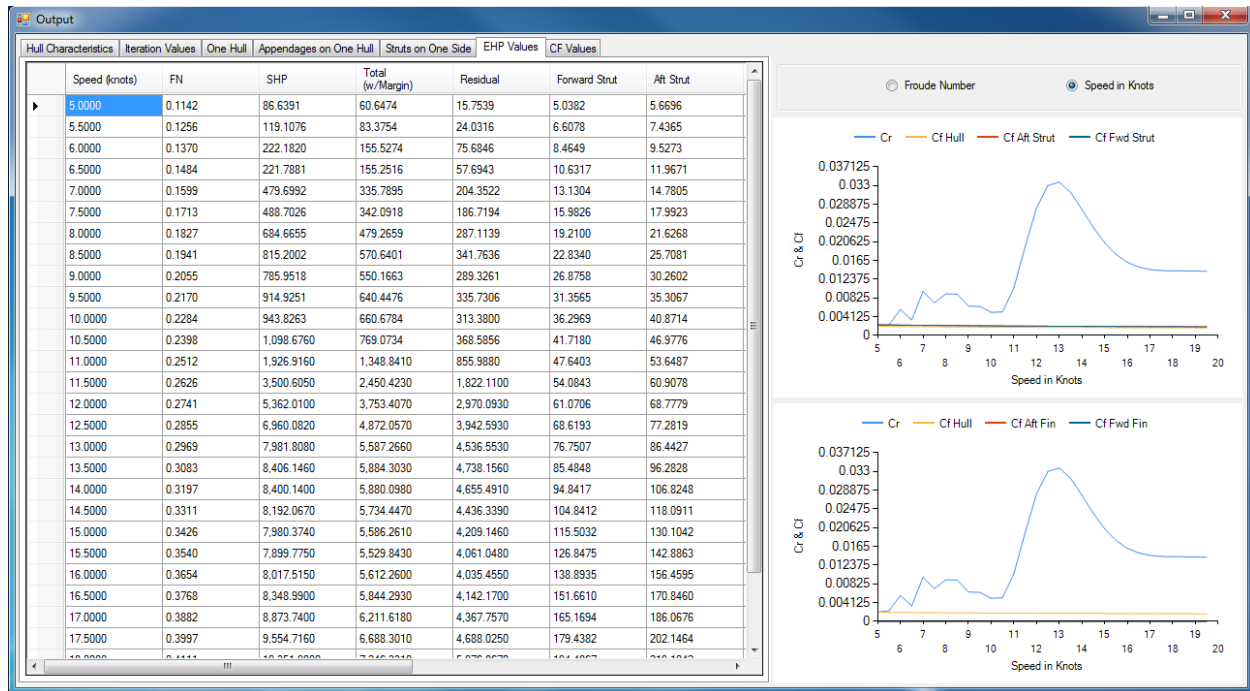 Output
Hull Characteristics Iteration Values One Hull Appendages on One Hull Struts on One Side EHP Values CF Values
Speed (knots) FN SHP Total (w/Margin) Residual Forward Strut Aft Strut
5.0000 0.1142 86.6391 60.6474 15.7539 5.0382 5.6696
5.5000 0.1256 119.1076 83.3754 24.0316 6.6078 7.4365
6.0000 0.1370 222.1820 155.5274 75.6846 8.4649 9.5273
6.5000 0.1484 221.7881 155.2516 57.6943 10.6317 11.9671
7.0000 0.1599 479.6992 335.7895 204.3522 13.1304 14.7805
7.5000 0.1713 488.7026 342.0918 186.7194 15.9826 17.9923
8.0000 0.1827 684.6655 479.2659 287.1139 19.2100 21.6268
8.5000 0.1941 815.2002 570.6401 341.7636 22.8340 25.7081
9.0000 0.2055 785.9518 550.1663 289.3261 26.8758 30.2602
9.5000 0.2170 914.9251 640.4476 335.7306 31.3565 35.3067
10.0000 0.2284 943.8263 660.6784 313.3800 36.2969 40.8714
10.5000 0.2398 1,098.6760 769.0734 368.5856 41.7180 46.9776
11.0000 0.2512 1,926.9160 1,348.8410 855.9880 47.6403 53.6487
11.5000 0.2626 3,500.6050 2,450.4230 1,822.1100 54.0843 60.9078
12.0000 0.2741 5,362.0100 3,753.4070 2,970.0930 61.0706 68.7779
12.5000 0.2855 6,960.0820 4,872.0570 3,942.5930 68.6193 77.2819
13.0000 0.2969 7,981.8080 5,587.2660 4,536.5530 76.7507 86.4427
13.5000 0.3083 8,406.1460 5,884.3030 4,738.1560 85.4848 96.2828
14.0000 0.3197 8,400.1400 5,880.0980 4,655.4910 94.8417 106.8248
14.5000 0.3311 8,192.0670 5,734.4470 4,436.3390 104.8412 118.0911
15.0000 0.3426 7,980.3740 5,586.2610 4,209.1460 115.5032 130.1042
15.5000 0.3540 7,899.7750 5,529.8430 4,061.0480 126.8475 142.8863
16.0000 0.3654 8,017.5150 5,612.2600 4,035.4550 138.8935 156.4595
16.5000 0.3768 8,348.9900 5,844.2930 4,142.1700 151.6610 170.8460
17.0000 0.3882 8,873.7400 6,211.6180 4,367.7570 165.1694 186.0676
17.5000 0.3997 9,554.7160 6,688.3010 4,688.0250 179.4382 202.1464
Froude Number Speed in Knots
Cr Cf Hull Cf Aft Strut Cf Fwd Strut
0.037125
0.033
0.028875
0.02475
0.020625
0.0165
0.012375
0.00825
0.004125
0
Cr & Cf
5 7 9 11 13 15 17 19
6 8 10 12 14 16 18 20
Speed in Knots
Cr Cf Hull Cf Aft Fin Cf Fwd Fin
0.037125
0.033
0.028875
0.02475
0.020625
0.0165
0.012375
0.00825
0.004125
0
Cr & Cf
5 7 9 11 13 15 17 19
6 8 10 12 14 16 18 20
Speed in Knots